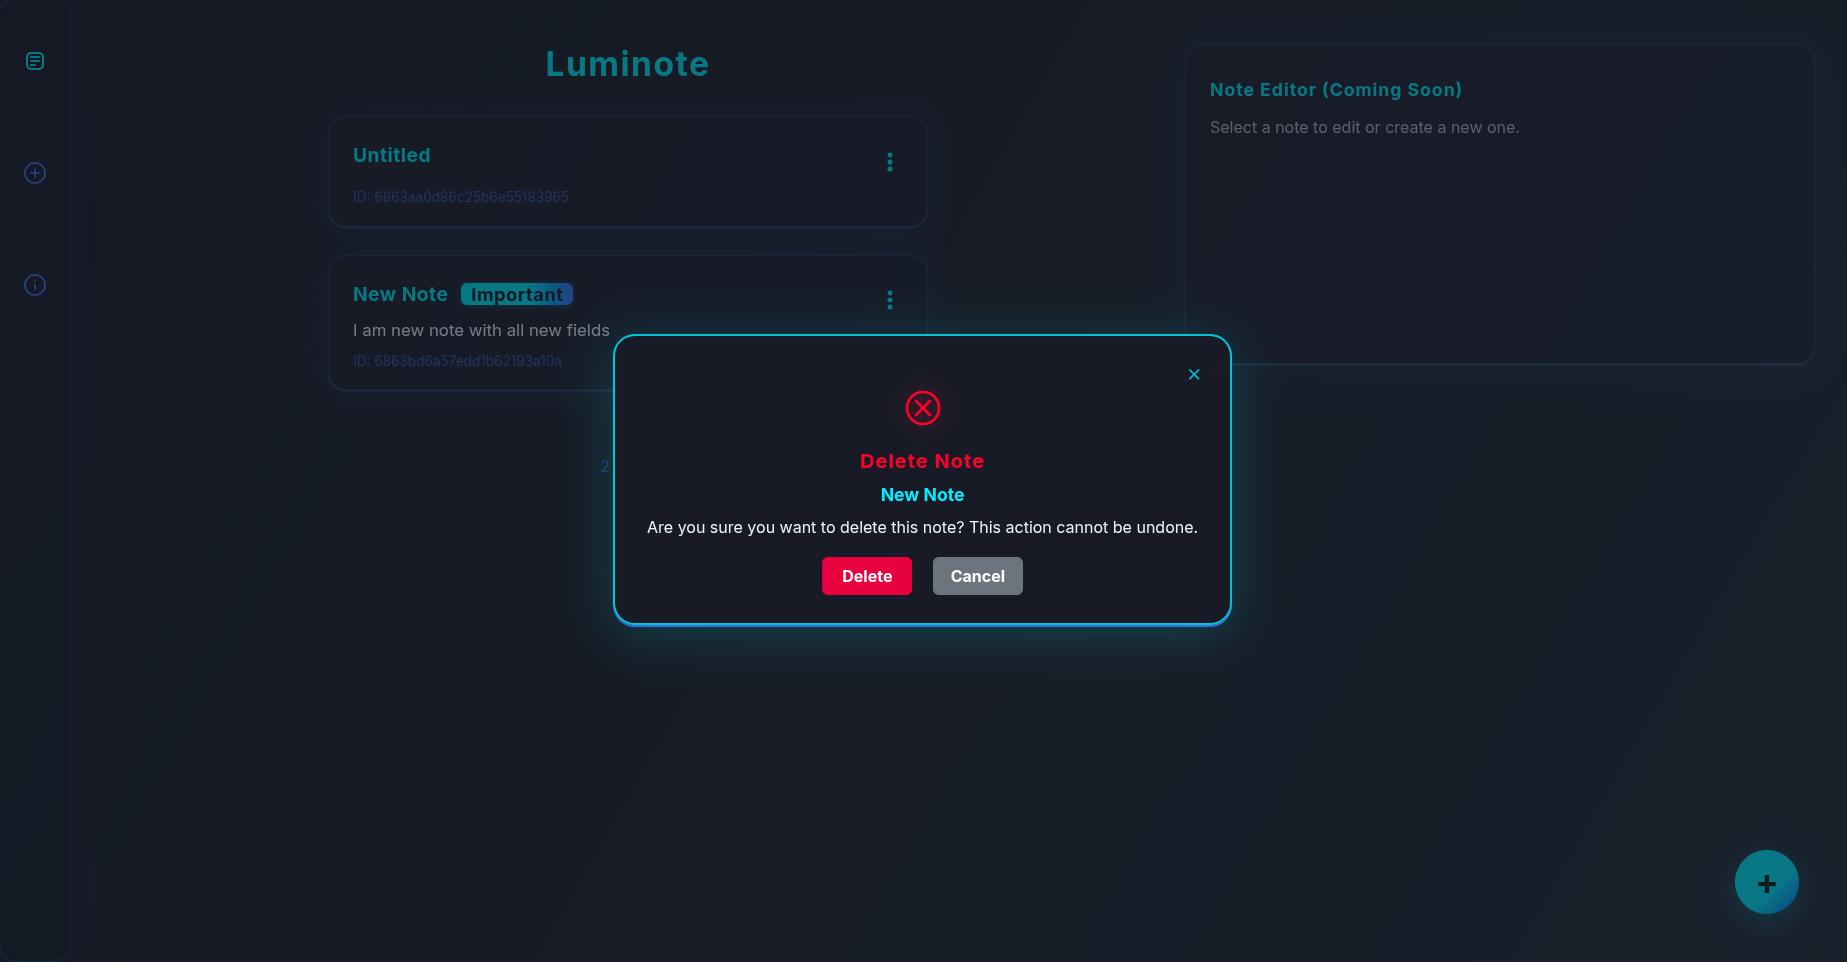 Luminote
Untitled
ID: 6863aa0d86c25b6e55183965
New Note Important
I am new note with all new fields
ID: 6863bd6a57edd1b62193a10a
2
Note Editor (Coming Soon)
Select a note to edit or create a new one.
Delete Note
New Note
Are you sure you want to delete this note? This action cannot be undone.
Delete Cancel